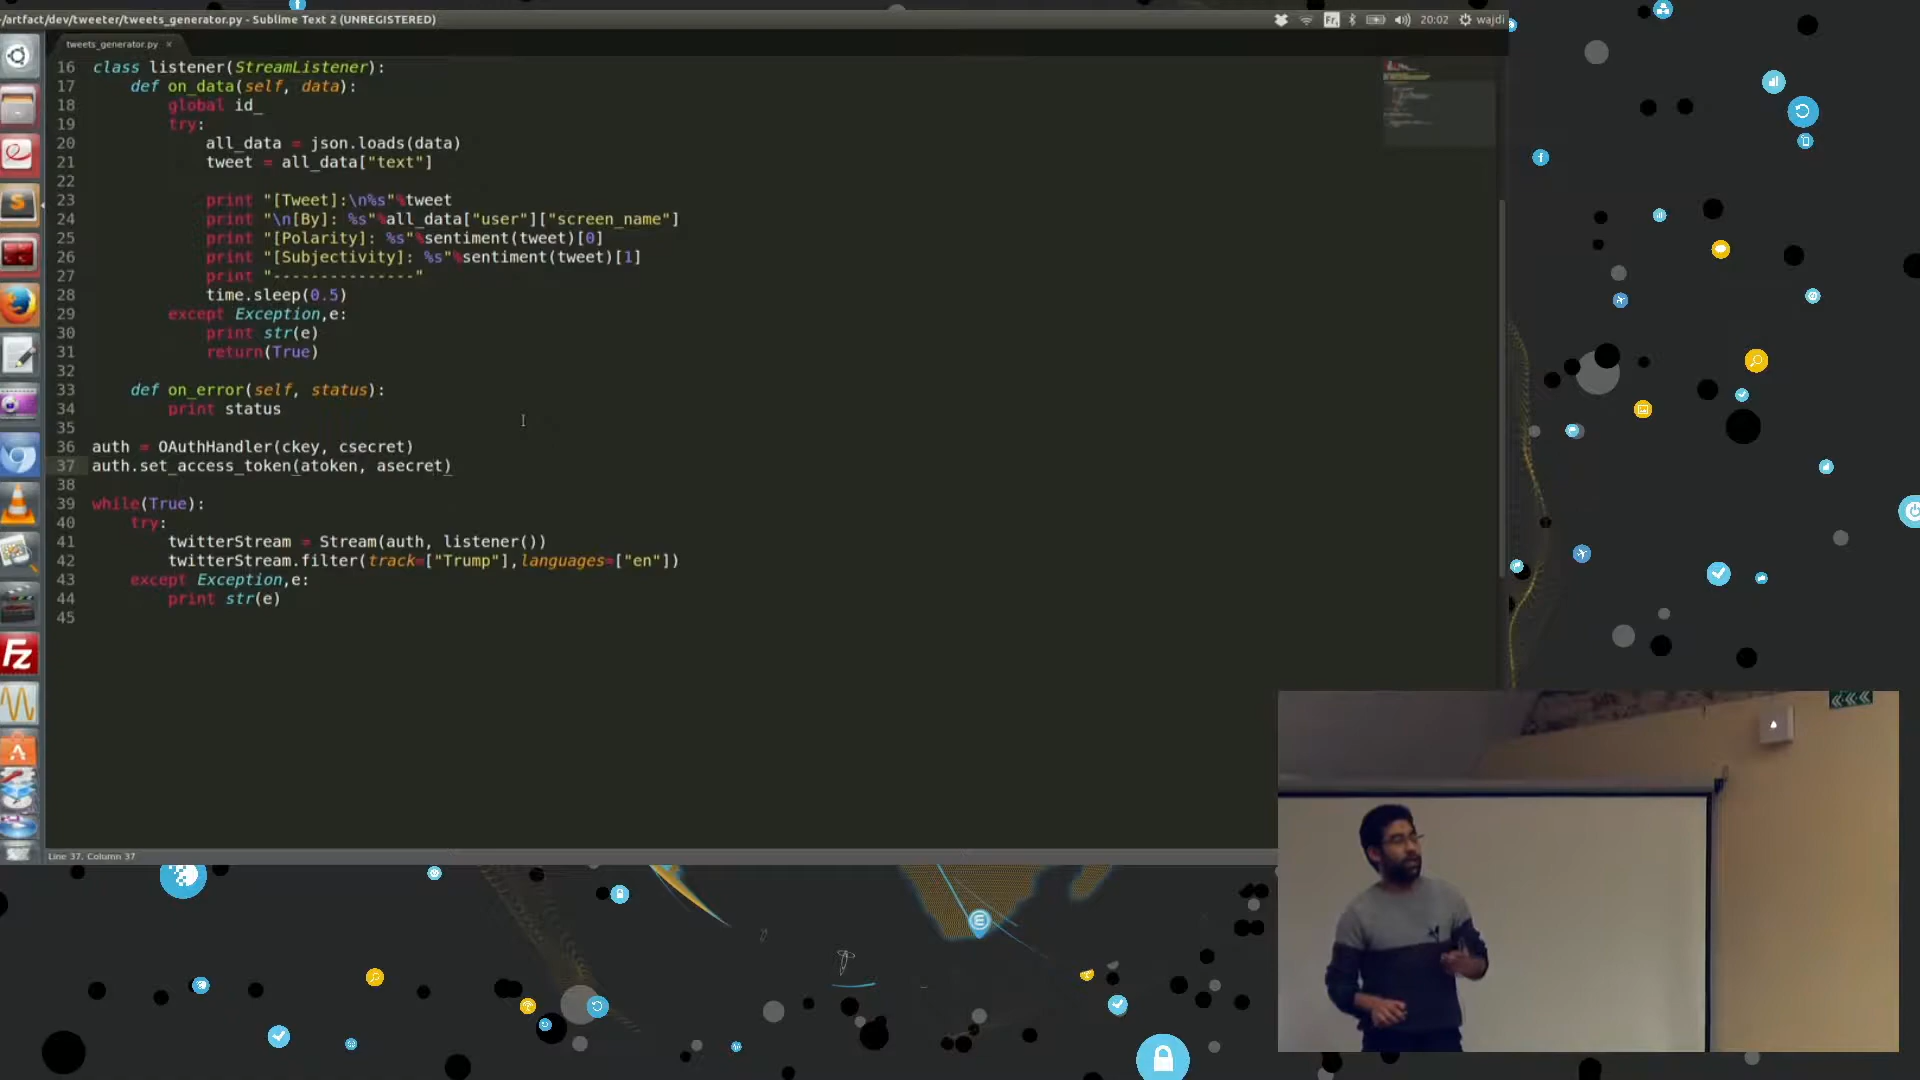 ~/artfact/dev/tweeter/tweets_generator.py - Sublime Text 2 (UNREGISTERED)
Fr 20:02 wajdi
tweets_generator.py ×
16 class listener(StreamListener):
17 def on_data(self, data):
18 global id_
19 try:
20 all_data = json.loads(data)
21 tweet = all_data["text"]
22
23 print "[Tweet]:\n%s"%tweet
24 print "\n[By]: %s"%all_data["user"]["screen_name"]
25 print "[Polarity]: %s"%sentiment(tweet)[0]
26 print "[Subjectivity]: %s"%sentiment(tweet)[1]
27 print "---------------"
28 time.sleep(0.5)
29 except Exception,e:
30 print str(e)
31 return(True)
32
33 def on_error(self, status):
34 print status
35
36 auth = OAuthHandler(ckey, csecret)
37 auth.set_access_token(atoken, asecret)
38
39 while(True):
40 try:
41 twitterStream = Stream(auth, listener())
42 twitterStream.filter(track=["Trump"],languages=["en"])
43 except Exception,e:
44 print str(e)
45
Line 37, Column 37